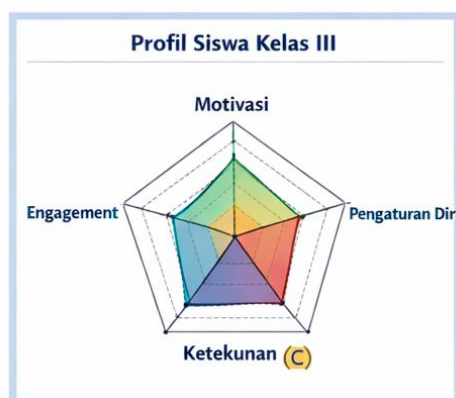 Profil Siswa Kelas III
Motivasi
Engagement
Pengaturan Dir
Ketekunan (C)